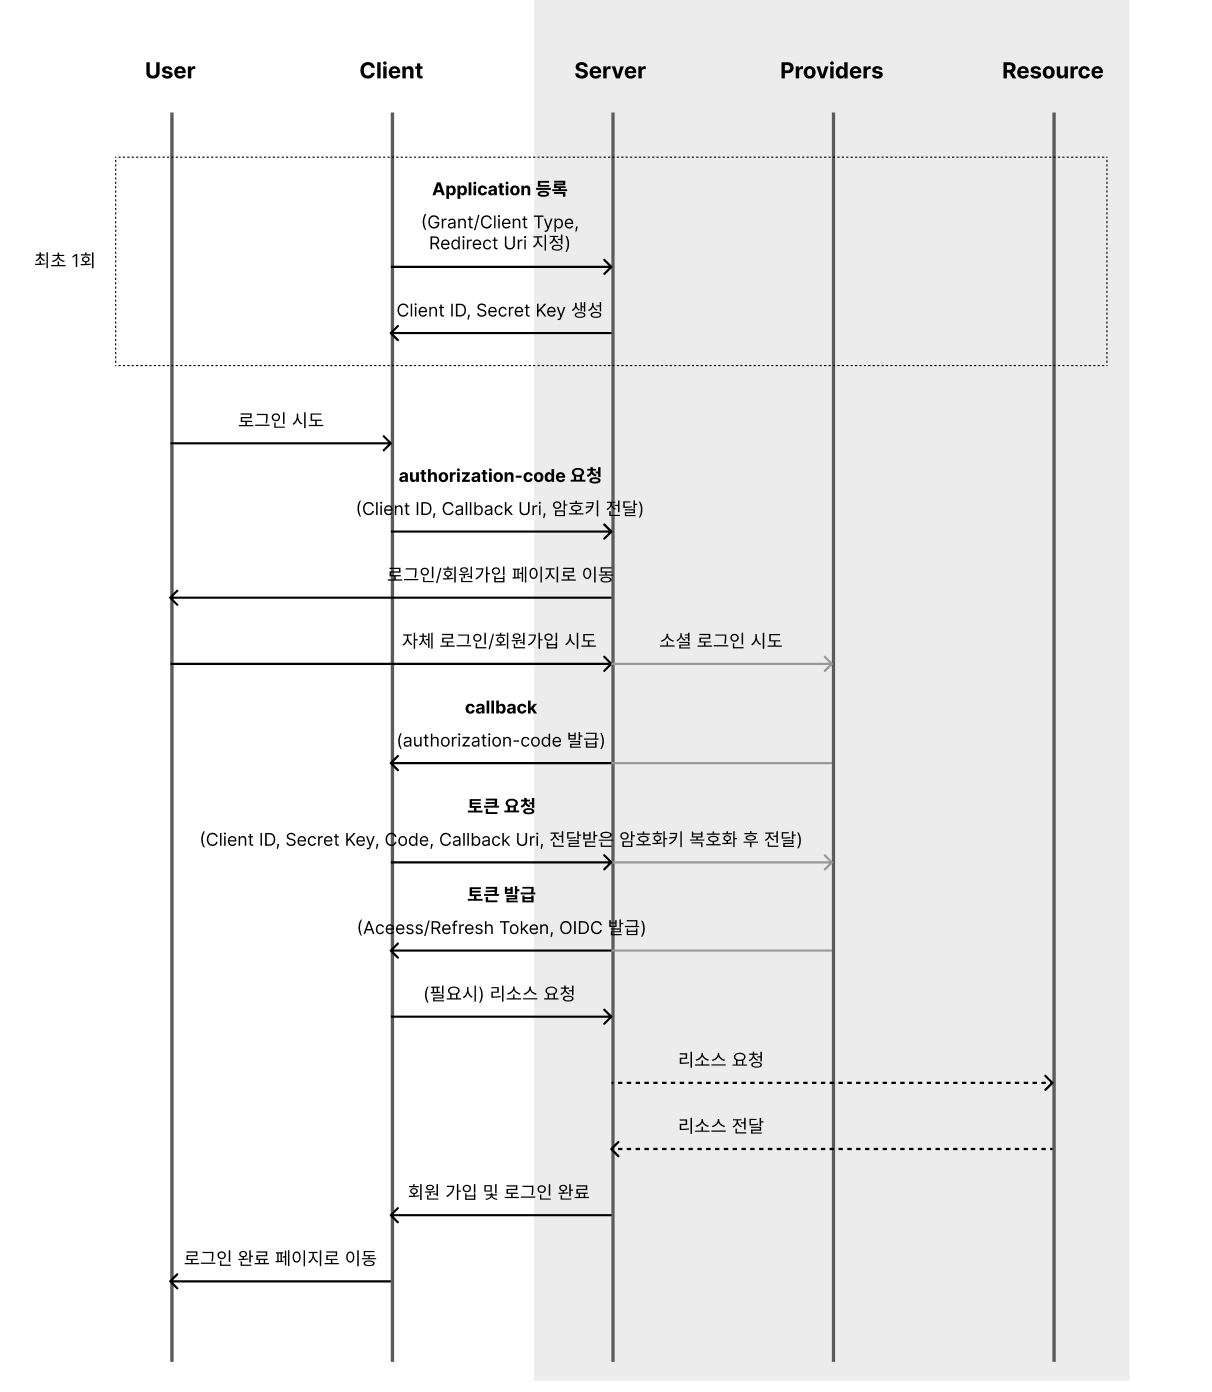 User Client Server Providers Resource
Application 등록
(Grant/Client Type,
Redirect Uri 지정)
최초 1회
Client ID, Secret Key 생성
로그인 시도
authorization-code 요청
(Client ID, Callback Uri, 암호키 전달)
로그인/회원가입 페이지로 이동
자체 로그인/회원가입 시도 소셜 로그인 시도
callback
(authorization-code 발급)
토큰 요청
(Client ID, Secret Key, Code, Callback Uri, 전달받은 암호화키 복호화 후 전달)
토큰 발급
(Aceess/Refresh Token, OIDC 발급)
(필요시) 리소스 요청
리소스 요청
리소스 전달
회원 가입 및 로그인 완료
로그인 완료 페이지로 이동